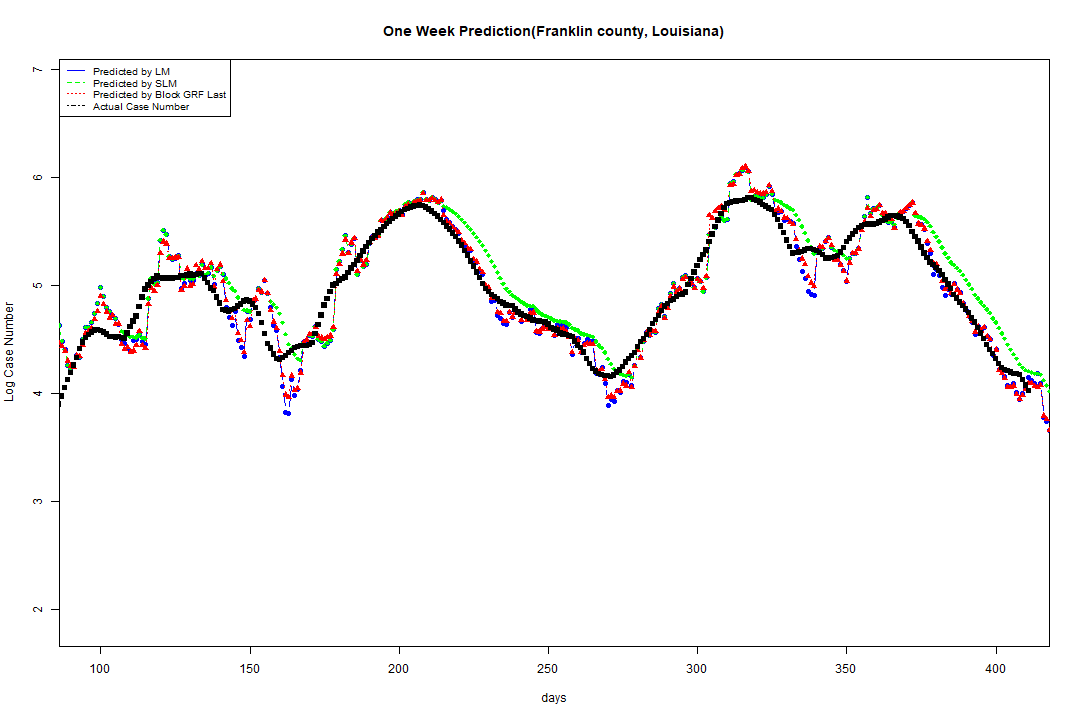 One Week Prediction(Franklin county, Louisiana)
Predicted by LM
Predicted by SLM
Predicted by Block GRF Last
Actual Case Number
7
6
5
4
3
2
Log Case Number
100 150 200 250 300 350 400
days